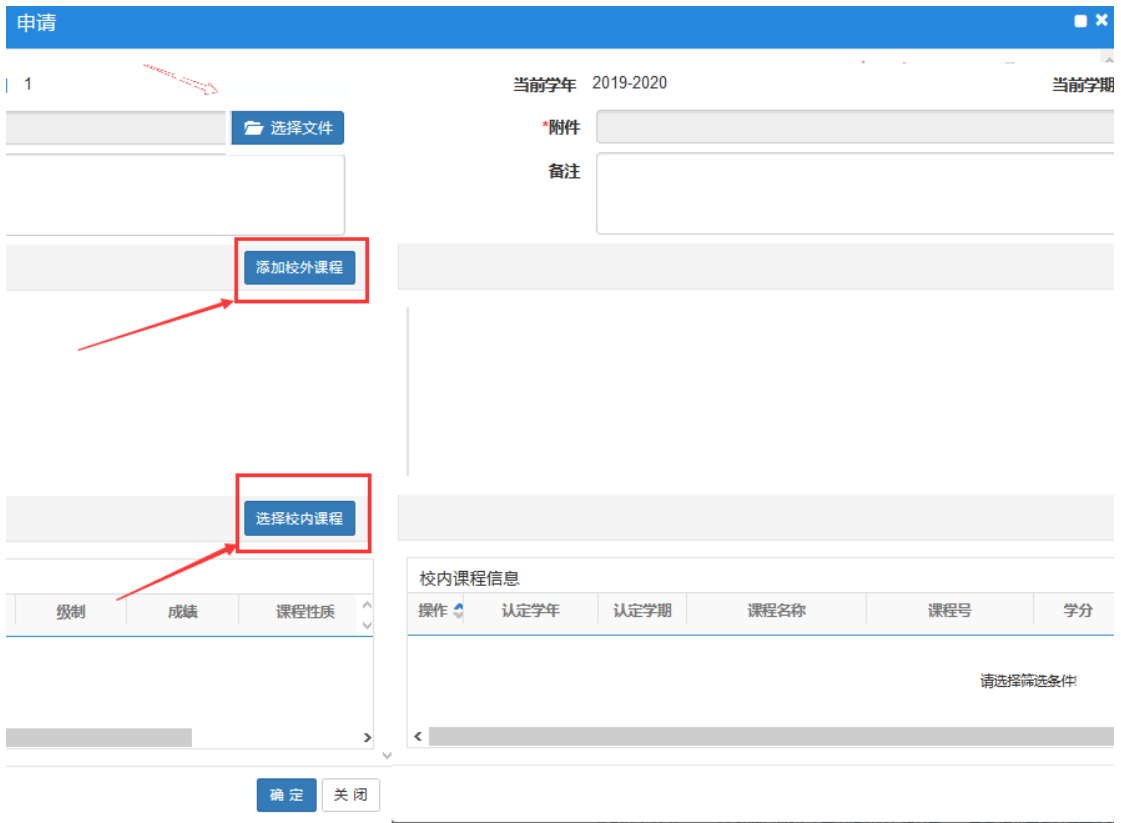 申请
1 当前学年 2019-2020 当前学期
选择文件 *附件
备注
添加校外课程
选择校内课程
校内课程信息
级制 成绩 课程性质 操作 认定学年 认定学期 课程名称 课程号 学分
请选择筛选条件!
确 定 关 闭